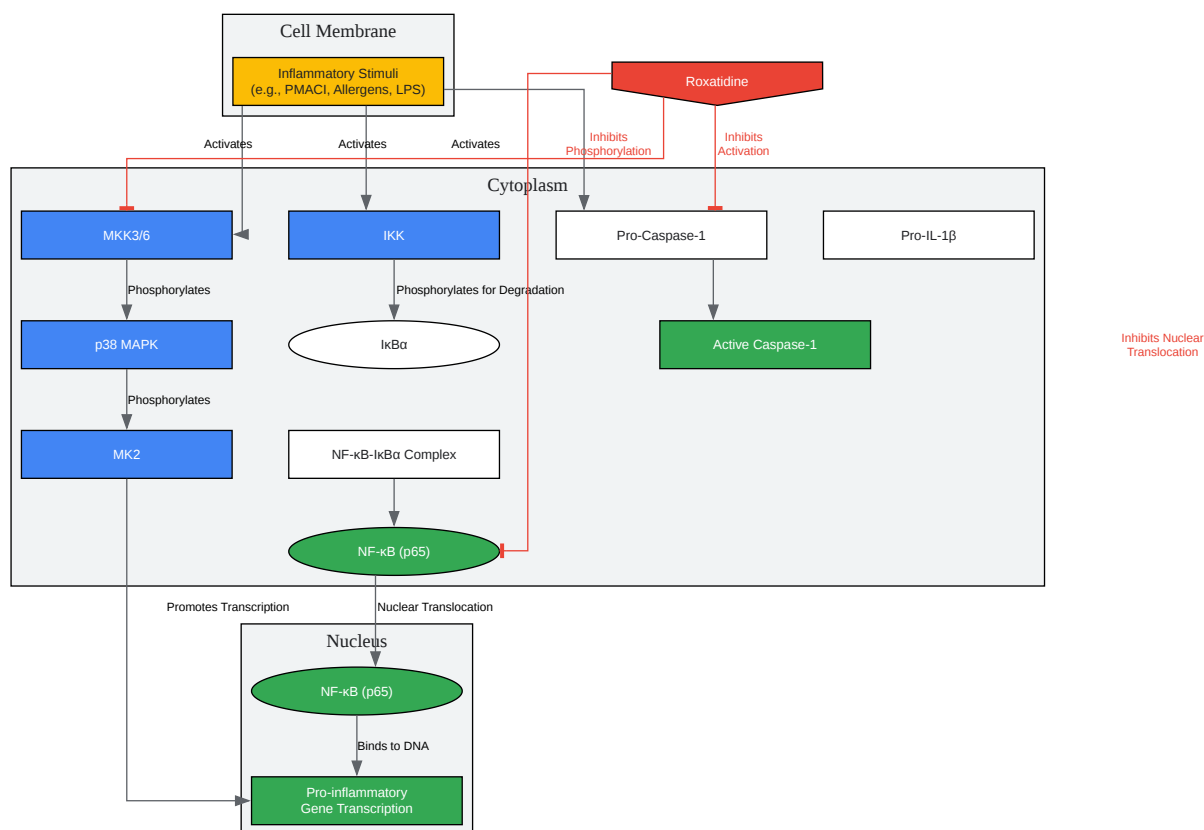 Cell Membrane
Inflammatory Stimuli
(e.g., PMACI, Allergens, LPS)
Roxatidine
Activates
Activates
Activates
Inhibits
Phosphorylation
Inhibits
Activation
Cytoplasm
MKK3/6
IKK
Pro-Caspase-1
Pro-IL-1β
Phosphorylates
Phosphorylates for Degradation
p38 MAPK
IκBα
Active Caspase-1
Inhibits Nuclear
Translocation
Phosphorylates
MK2
NF-κB-IκBα Complex
NF-κB (p65)
Promotes Transcription
Nuclear Translocation
Nucleus
NF-κB (p65)
Binds to DNA
Pro-inflammatory
Gene Transcription